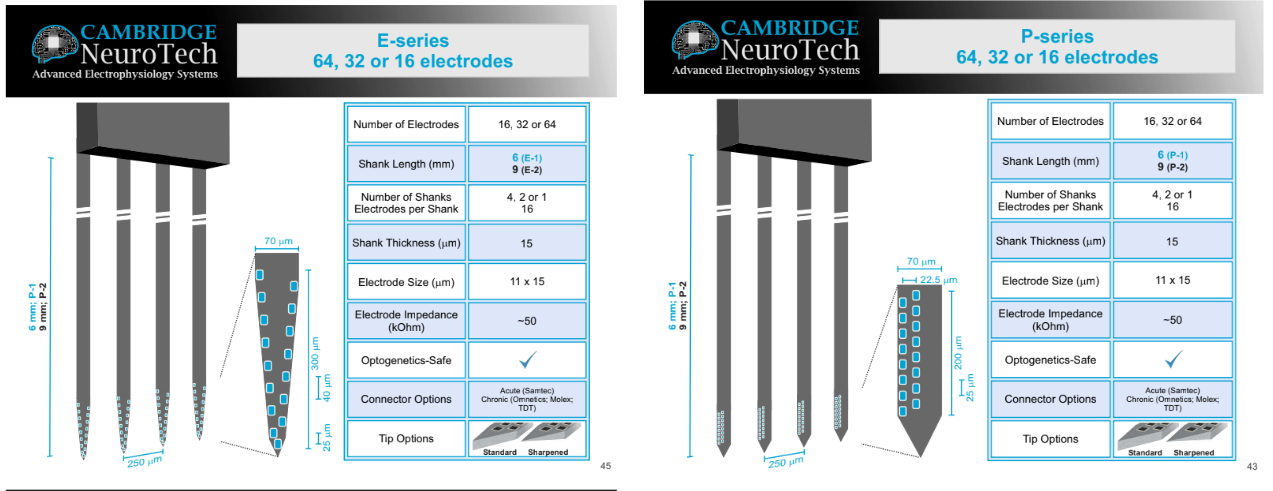 CAMBRIDGE
NeuroTech
Advanced Electrophysiology Systems
E-series
64, 32 or 16 electrodes
6 mm; P-1
9 mm; P-2
250 µm
70 µm
300 µm
40 µm
25 µm
Number of Electrodes
16, 32 or 64
Shank Length (mm)
6 (E-1)
9 (E-2)
Number of Shanks
Electrodes per Shank
4, 2 or 1
16
Shank Thickness (µm)
15
Electrode Size (µm)
11 x 15
Electrode Impedance
(kOhm)
~50
Optogenetics-Safe
Connector Options
Acute (Samtec)
Chronic (Omnetics; Molex;
TDT)
Tip Options
Standard Sharpened
45
CAMBRIDGE
NeuroTech
Advanced Electrophysiology Systems
P-series
64, 32 or 16 electrodes
6 mm; P-1
9 mm; P-2
250 µm
70 µm
22.5 µm
200 µm
25 µm
Number of Electrodes
16, 32 or 64
Shank Length (mm)
6 (P-1)
9 (P-2)
Number of Shanks
Electrodes per Shank
4, 2 or 1
16
Shank Thickness (µm)
15
Electrode Size (µm)
11 x 15
Electrode Impedance
(kOhm)
~50
Optogenetics-Safe
Connector Options
Acute (Samtec)
Chronic (Omnetics; Molex;
TDT)
Tip Options
Standard Sharpened
43